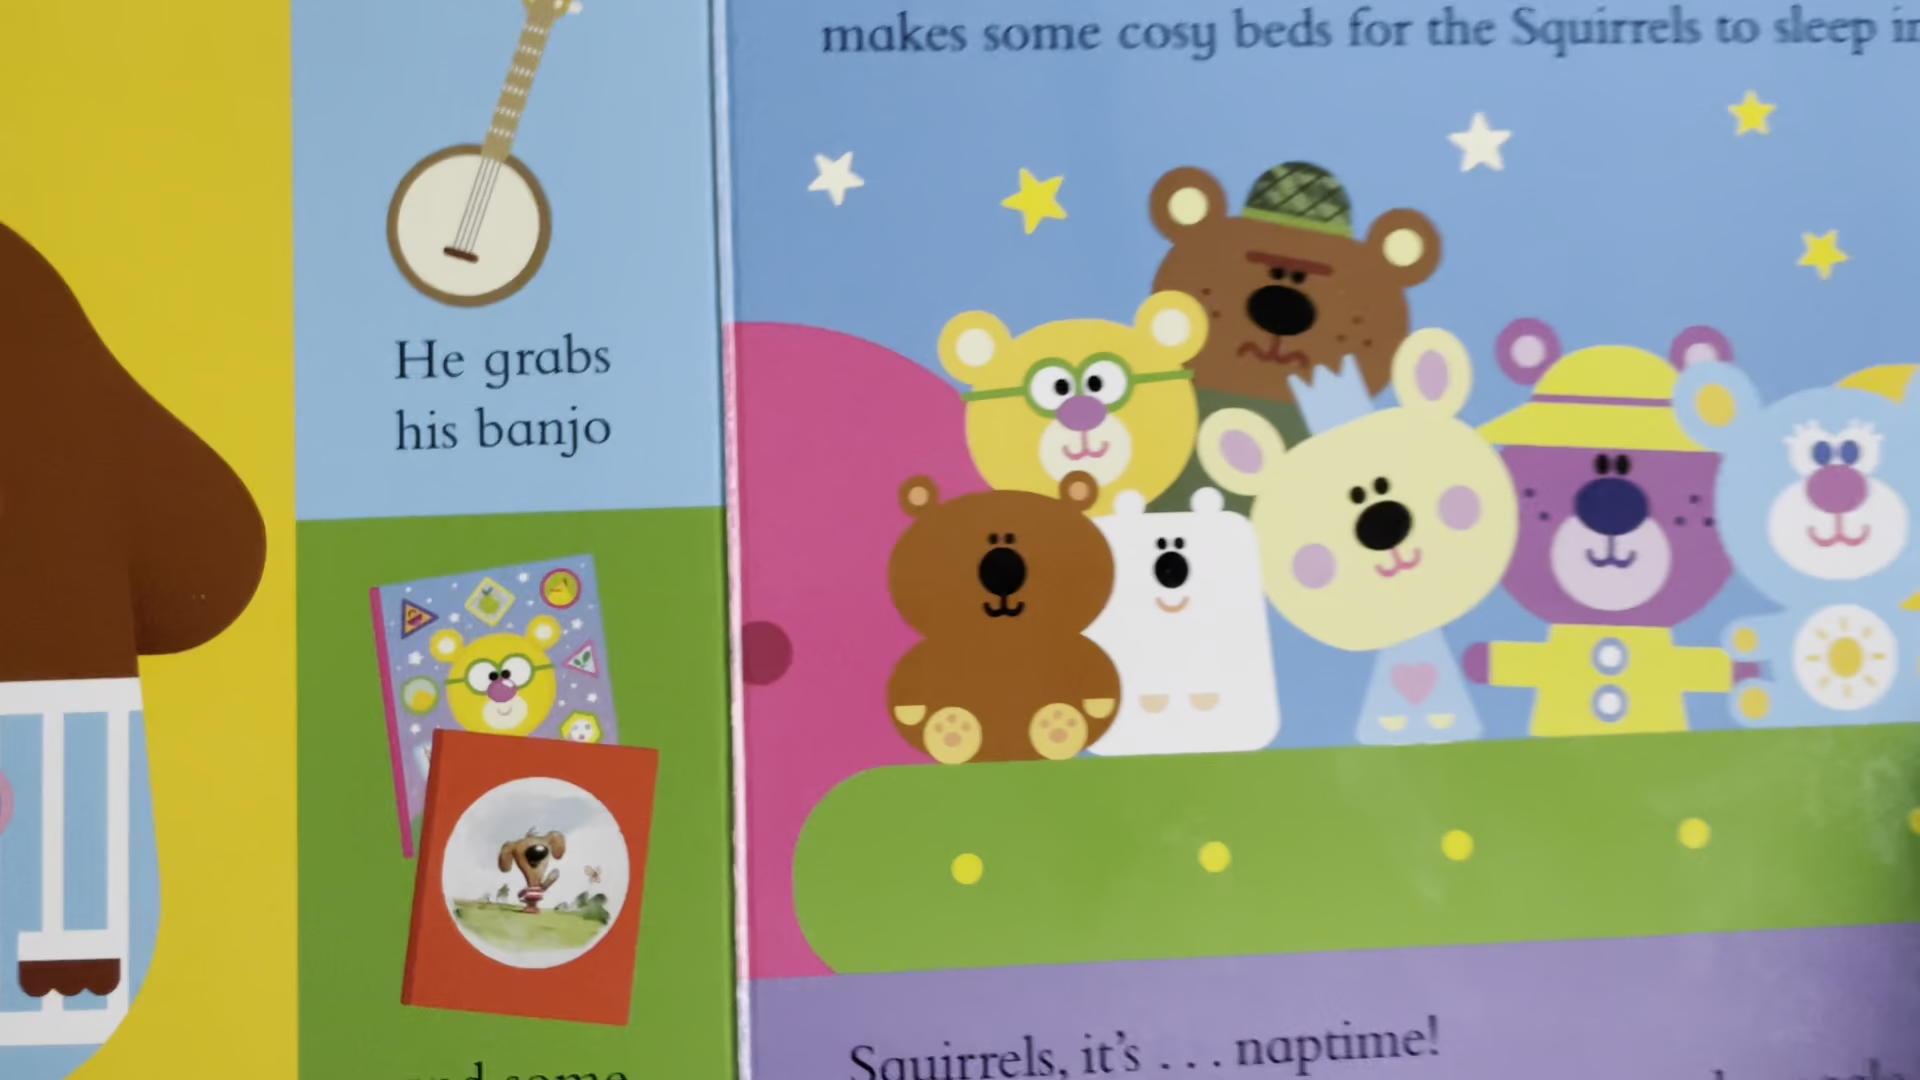 He grabs
his banjo
makes some cosy beds for the Squirrels to sleep
Squirrels, it's . . . naptime!